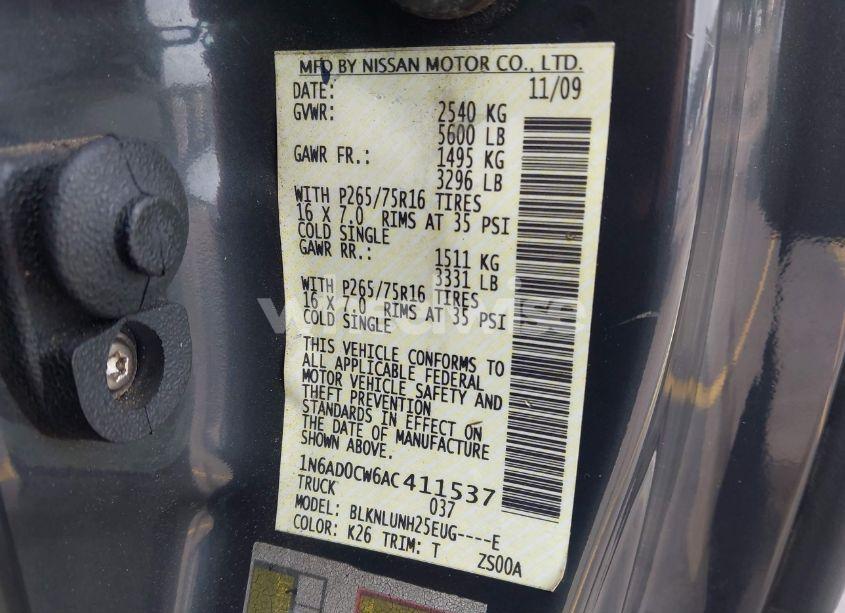 MFD BY NISSAN MOTOR CO., LTD.
DATE: 11/09
GVWR: 2540 KG
5600 LB
GAWR FR.: 1495 KG
3296 LB
WITH P265/75R16 TIRES
16 X 7.0 RIMS AT 35 PSI
COLD SINGLE
GAWR RR.: 1511 KG
3331 LB
WITH P265/75R16 TIRES
16 X 7.0 RIMS AT 35 PSI
COLD SINGLE
THIS VEHICLE CONFORMS TO
ALL APPLICABLE FEDERAL
MOTOR VEHICLE SAFETY AND
THEFT PREVENTION
STANDARDS IN EFFECT ON
THE DATE OF MANUFACTURE
SHOWN ABOVE.
1N6AD0CW6AC411537
TRUCK 037
MODEL: BLKNLUNH25EUG----E
COLOR: K26 TRIM: T ZS00A